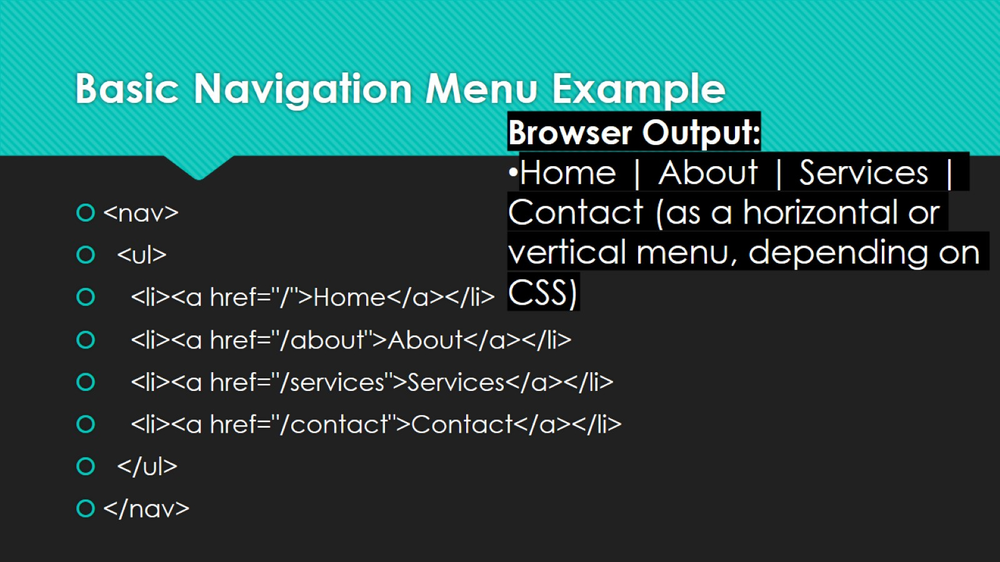 Basic Navigation Menu Example
Browser Output:
•Home | About | Services |
Contact (as a horizontal or
vertical menu, depending on
CSS)
<nav>
<ul>
<li><a href="/">Home</a></li>
<li><a href="/about">About</a></li>
<li><a href="/services">Services</a></li>
<li><a href="/contact">Contact</a></li>
</ul>
</nav>